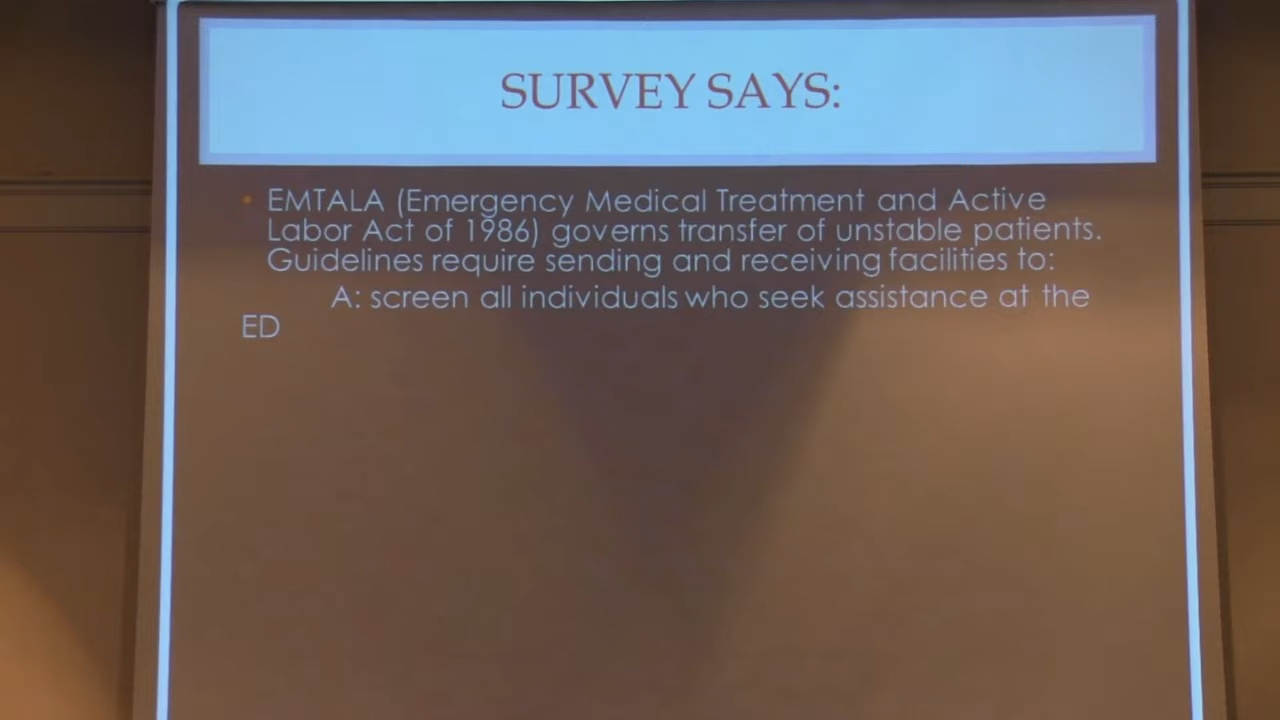 SURVEY SAYS:
• EMTALA (Emergency Medical Treatment and Active
Labor Act of 1986) governs transfer of unstable patients.
Guidelines require sending and receiving facilities to:
A: screen all individuals who seek assistance at the
ED